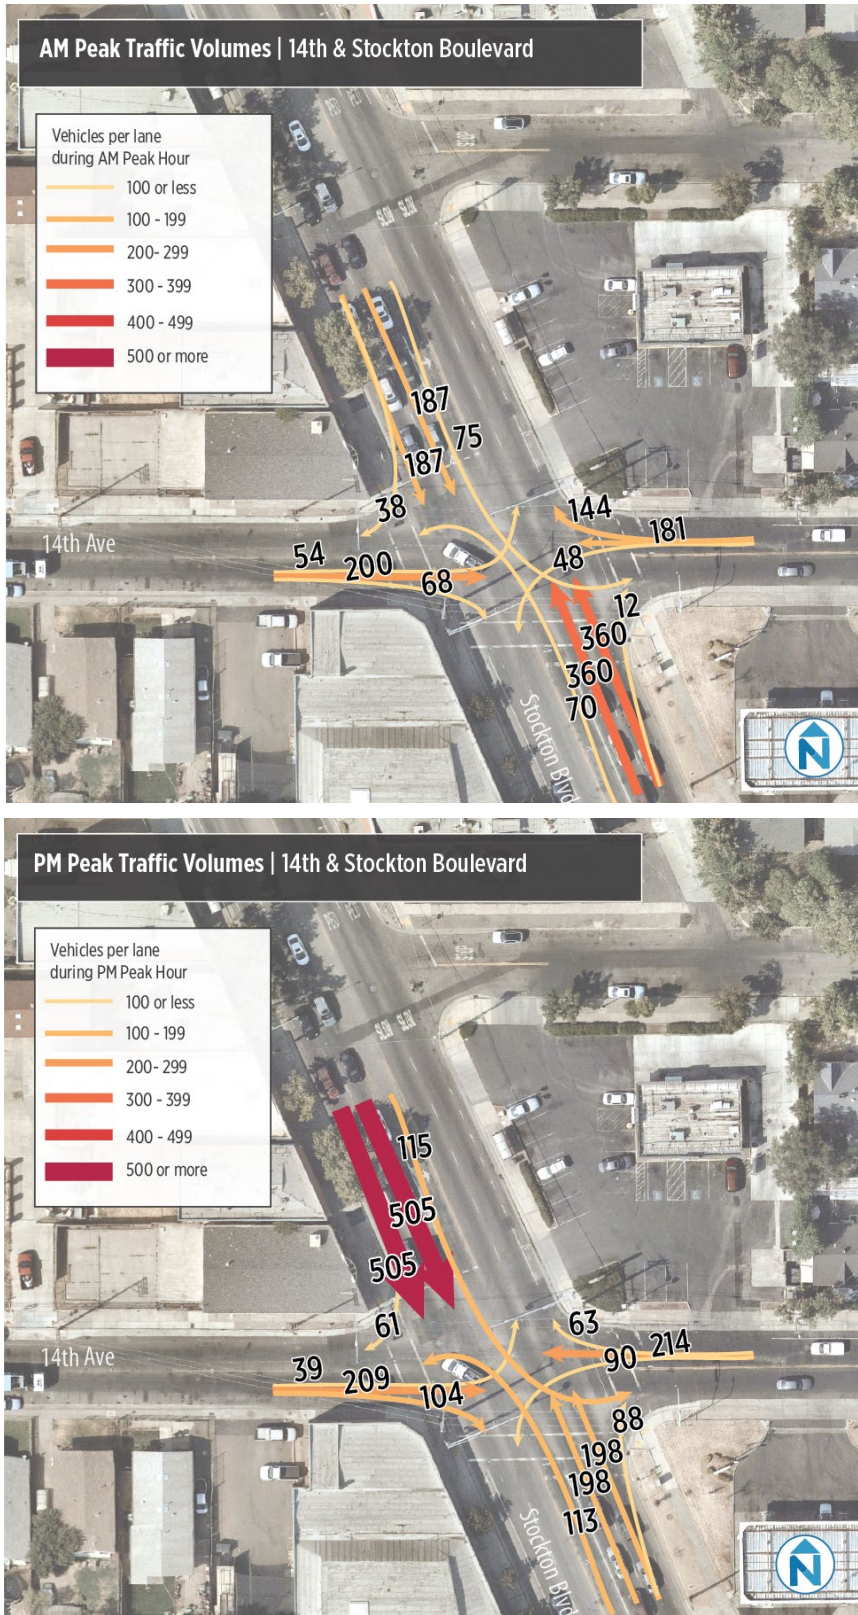 AM Peak Traffic Volumes | 14th & Stockton Boulevard
Vehicles per lane
during AM Peak Hour
100 or less
100 - 199
200- 299
300 - 399
400 - 499
500 or more
SLOW SLOW
187
75
187
38
144
181
14th Ave
54
200
68
48
12
360
360
70
Stockton Blvd
N
PM Peak Traffic Volumes | 14th & Stockton Boulevard
Vehicles per lane
during PM Peak Hour
100 or less
100 - 199
200- 299
300 - 399
400 - 499
500 or more
SLOW SLOW
115
505
505
61
63
214
90
14th Ave
39
209
104
88
198
198
113
Stockton Blvd
N